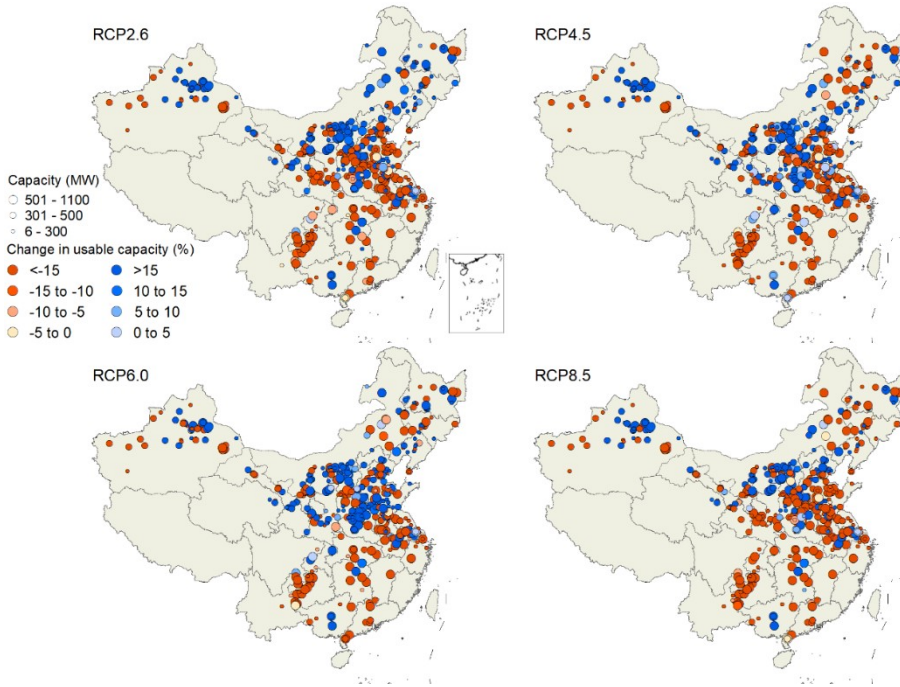 RCP2.6
RCP4.5
Capacity (MW)
501 - 1100
301 - 500
6 - 300
Change in usable capacity (%)
<-15 >15
-15 to -10 10 to 15
-10 to -5 5 to 10
-5 to 0 0 to 5
RCP6.0
RCP8.5